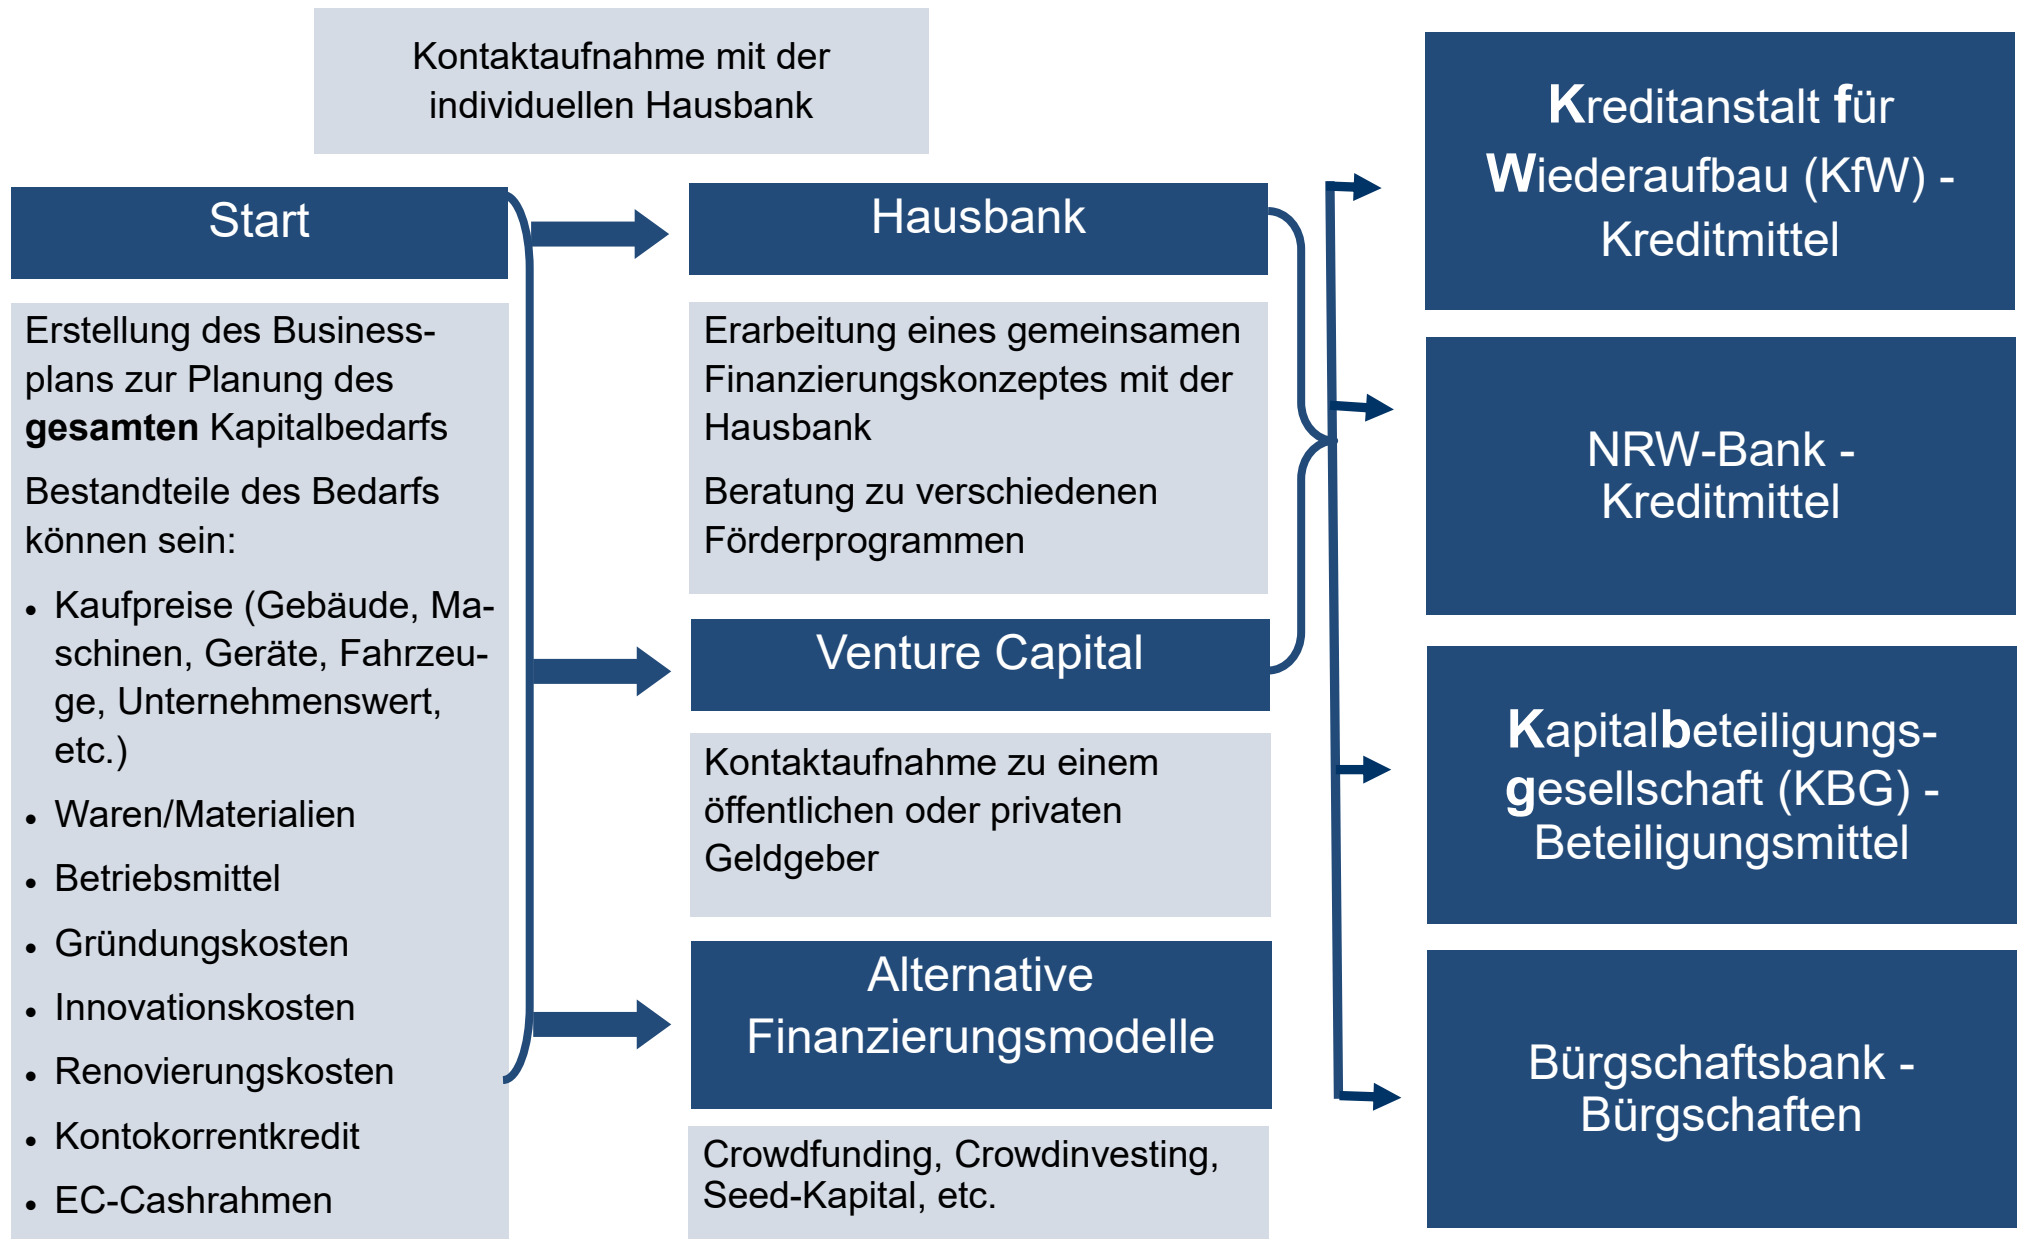 Kontaktaufnahme mit der
individuellen Hausbank
Start
Erstellung des Business-
plans zur Planung des
gesamten Kapitalbedarfs
Bestandteile des Bedarfs
können sein:
• Kaufpreise (Gebäude, Ma-
schinen, Geräte, Fahrzeu-
ge, Unternehmenswert,
etc.)
• Waren/Materialien
• Betriebsmittel
• Gründungskosten
• Innovationskosten
• Renovierungskosten
• Kontokorrentkredit
• EC-Cashrahmen
Hausbank
Erarbeitung eines gemeinsamen
Finanzierungskonzeptes mit der
Hausbank
Beratung zu verschiedenen
Förderprogrammen
Venture Capital
Kontaktaufnahme zu einem
öffentlichen oder privaten
Geldgeber
Alternative
Finanzierungsmodelle
Crowdfunding, Crowdinvesting,
Seed-Kapital, etc.
Kreditanstalt für
Wiederaufbau (KfW) -
Kreditmittel
NRW-Bank -
Kreditmittel
Kapitalbeteiligungs-
gesellschaft (KBG) -
Beteiligungsmittel
Bürgschaftsbank -
Bürgschaften